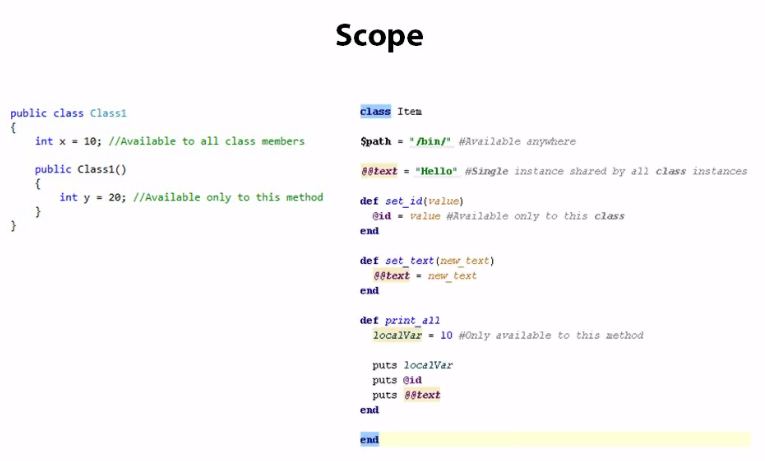 Scope
public class Class1
{
int x = 10; //Available to all class members
public Class1()
{
int y = 20; //Available only to this method
}
}
class Item
$path = "/bin/" #Available anywhere
@@text = "Hello" #Single instance shared by all class instances
def set_id(value)
@id = value #Available only to this class
end
def set_text(new_text)
@@text = new_text
end
def print_all
localVar = 10 #Only available to this method
puts localVar
puts @id
puts @@text
end
end